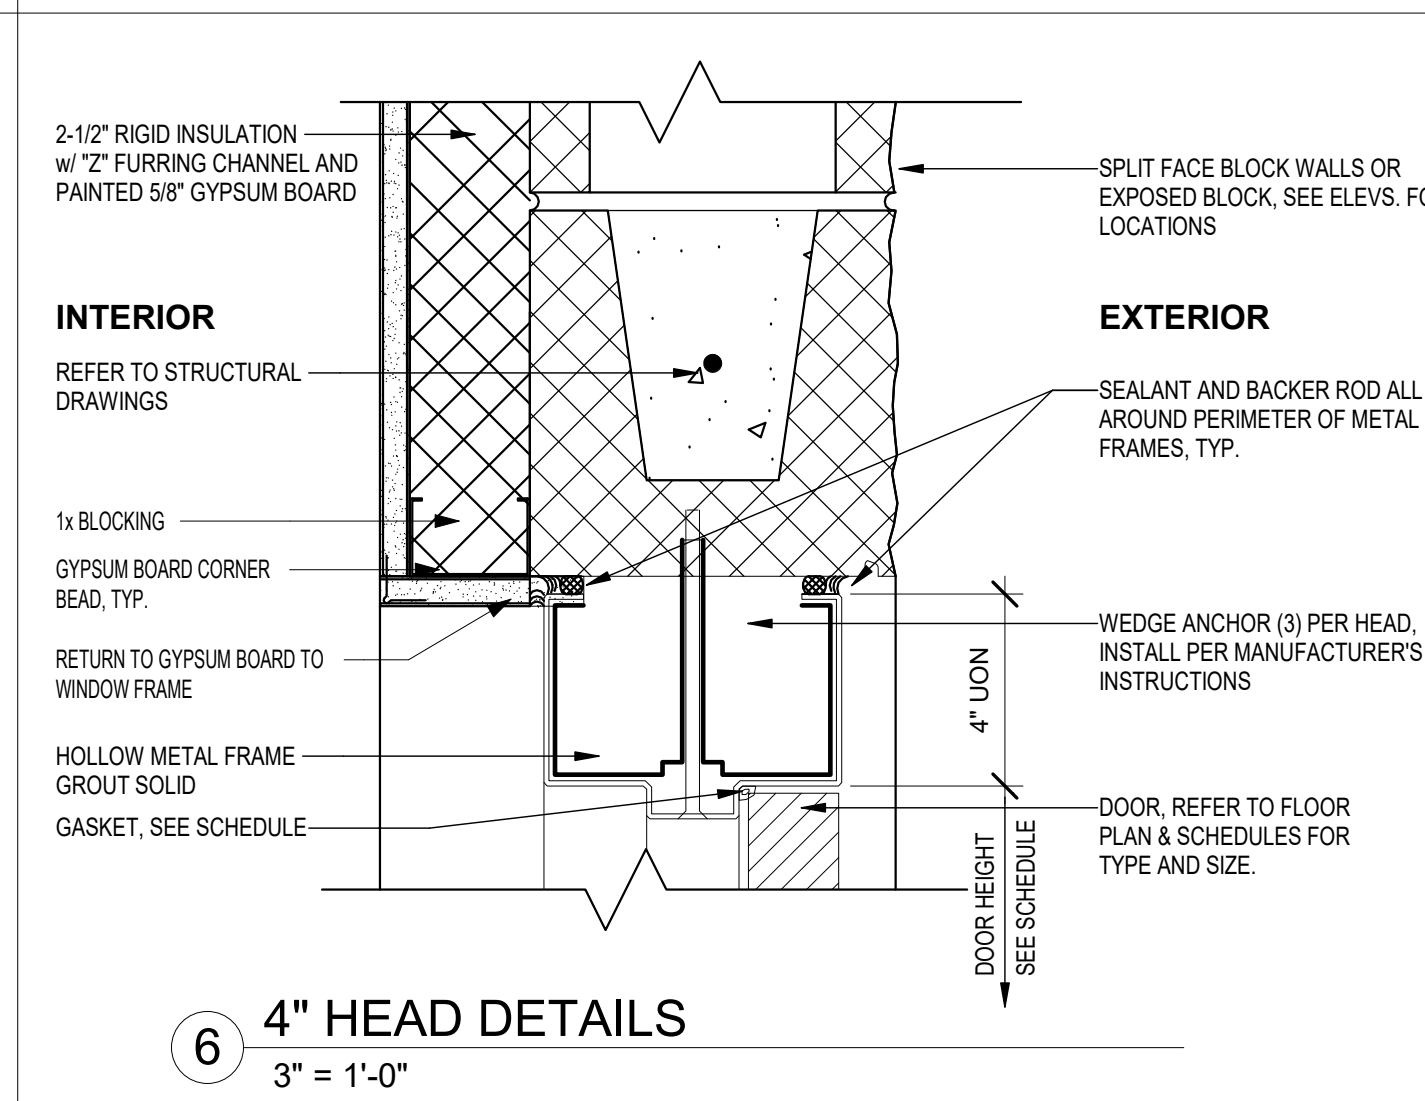 2-1/2" RIGID INSULATION
w/ "Z" FURRING CHANNEL AND
PAINTED 5/8" GYPSUM BOARD
INTERIOR
REFER TO STRUCTURAL
DRAWINGS
1x BLOCKING
GYPSUM BOARD CORNER
BEAD, TYP.
RETURN TO GYPSUM BOARD TO
WINDOW FRAME
HOLLOW METAL FRAME
GROUT SOLID
GASKET, SEE SCHEDULE
SPLIT FACE BLOCK WALLS OR
EXPOSED BLOCK, SEE ELEVS.
LOCATIONS
EXTERIOR
SEALANT AND BACKER ROD ALL
AROUND PERIMETER OF METAL
FRAMES, TYP.
WEDGE ANCHOR (3) PER HEAD,
INSTALL PER MANUFACTURER'S
INSTRUCTIONS
4" UON
DOOR, REFER TO FLOOR
PLAN & SCHEDULES FOR
TYPE AND SIZE.
DOOR HEIGHT
SEE SCHEDULE
6
4" HEAD DETAILS
3" = 1'-0"